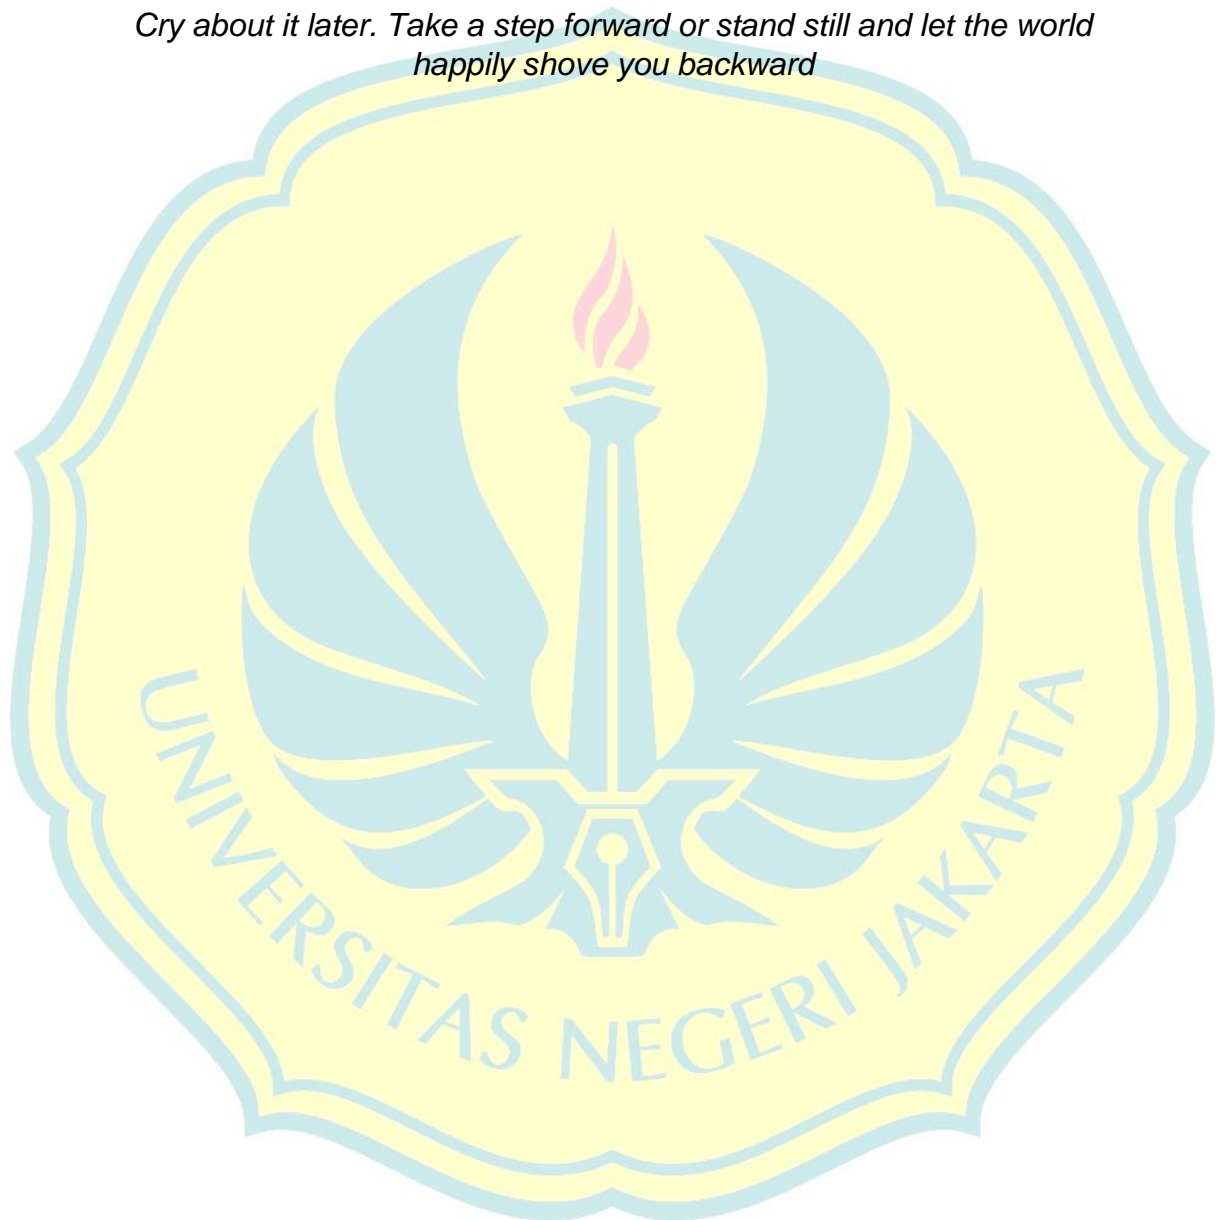 Cry about it later. Take a step forward or stand still and let the world
happily shove you backward
UNIVERSITAS NEGERI JAKARTA